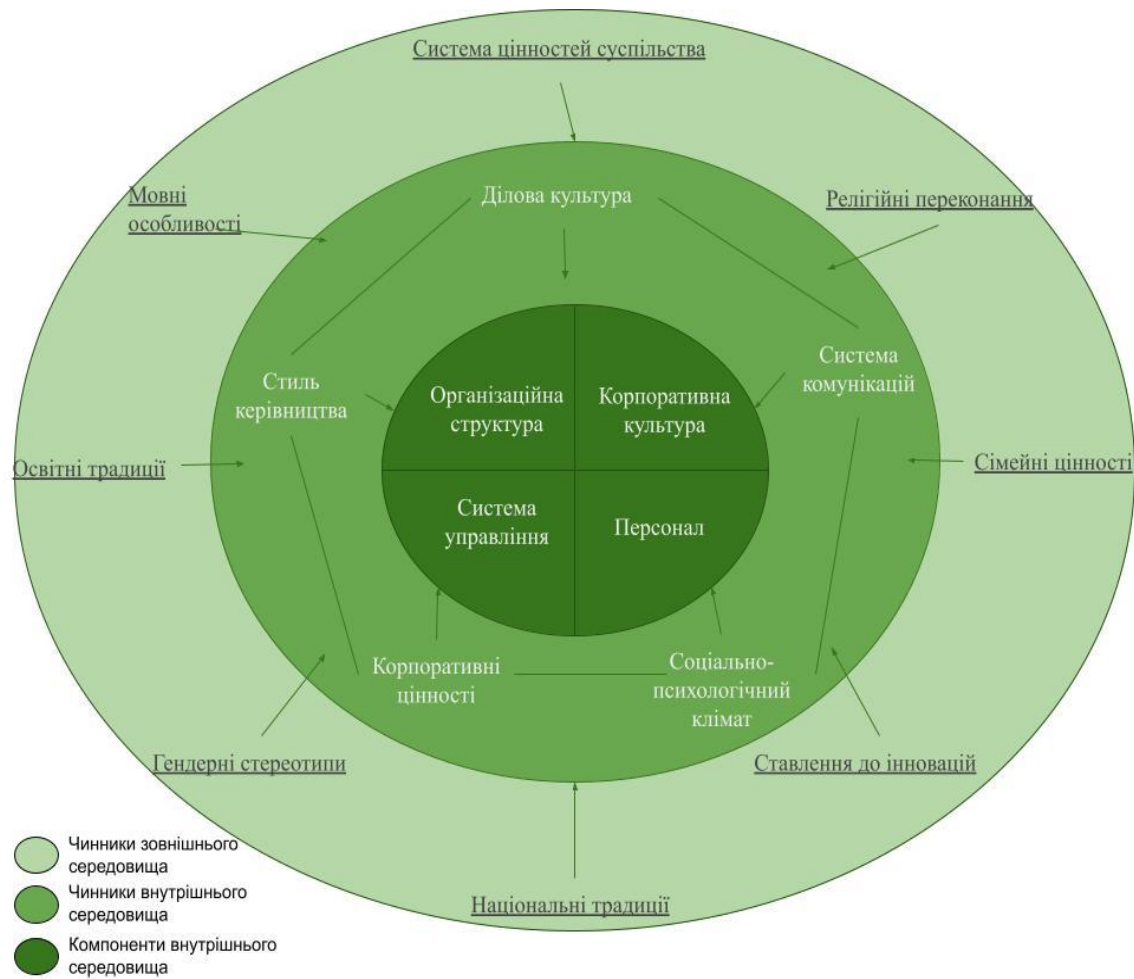 Система цінностей суспільства
Мовні
особливості
Ділова культура
Релігійні переконання
Стиль
керівництва
Система
комунікацій
Організаційна
структура
Корпоративна
культура
Освітні традиції
Сімейні цінності
Система
управління
Персонал
Корпоративні
цінності
Соціально-
психологічний
клімат
Гендерні стереотипи
Ставлення до інновацій
Національні традиції
Чинники зовнішнього
середовища
Чинники внутрішнього
середовища
Компоненти внутрішнього
середовища